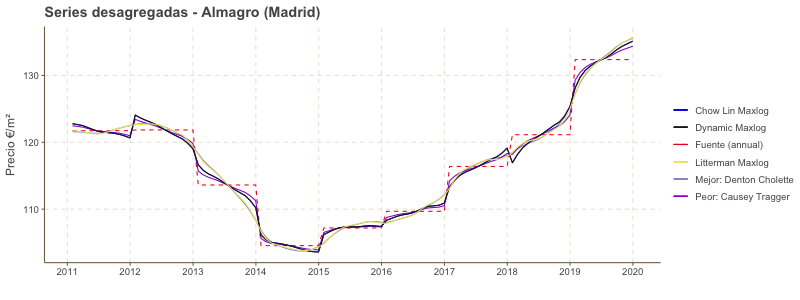 Series desagregadas - Almagro (Madrid)
Precio €/m²
130
120
110
2011 2012 2013 2014 2015 2016 2017 2018 2019 2020
Chow Lin Maxlog
Dynamic Maxlog
Fuente (annual)
Litterman Maxlog
Mejor: Denton Cholette
Peor: Causey Tragger